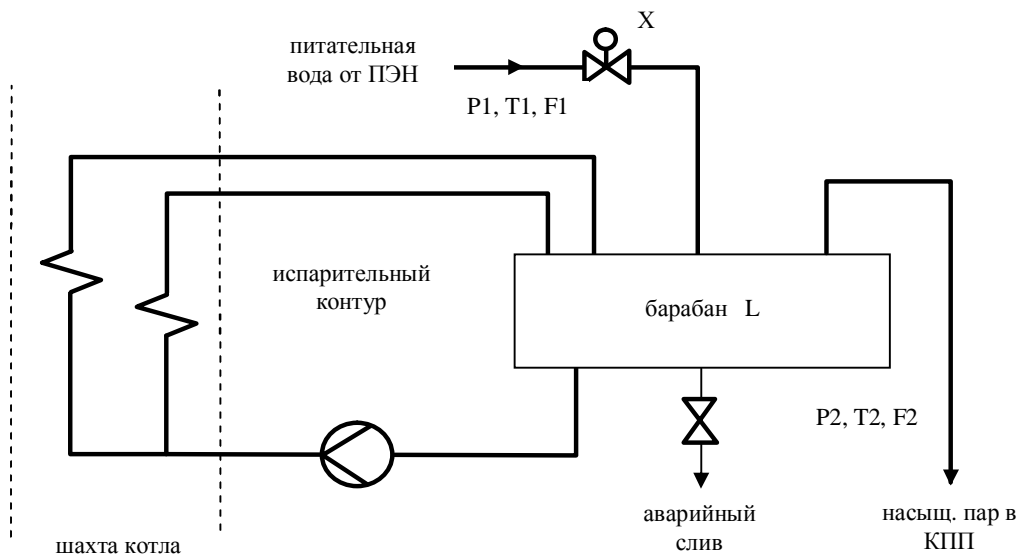 X
питательная
вода от ПЭН
P1, T1, F1
испарительный
контур
барабан L
P2, T2, F2
аварийный
слив
насыщ. пар в
КПП
шахта котла